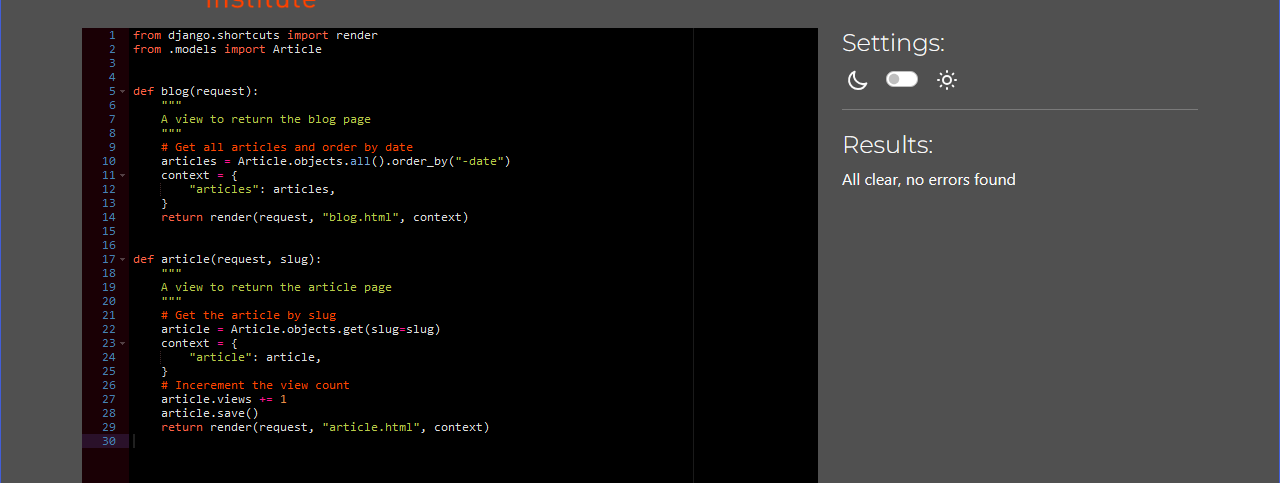 institute
1 from django.shortcuts import render
2 from .models import Article
3
4
5 def blog(request):
6 """
7 A view to return the blog page
8 """
9 # Get all articles and order by date
10 articles = Article.objects.all().order_by("-date")
11 context = {
12 "articles": articles,
13 }
14 return render(request, "blog.html", context)
15
16
17 def article(request, slug):
18 """
19 A view to return the article page
20 """
21 # Get the article by slug
22 article = Article.objects.get(slug=slug)
23 context = {
24 "article": article,
25 }
26 # Incerement the view count
27 article.views += 1
28 article.save()
29 return render(request, "article.html", context)
30
Settings:
Results:
All clear, no errors found